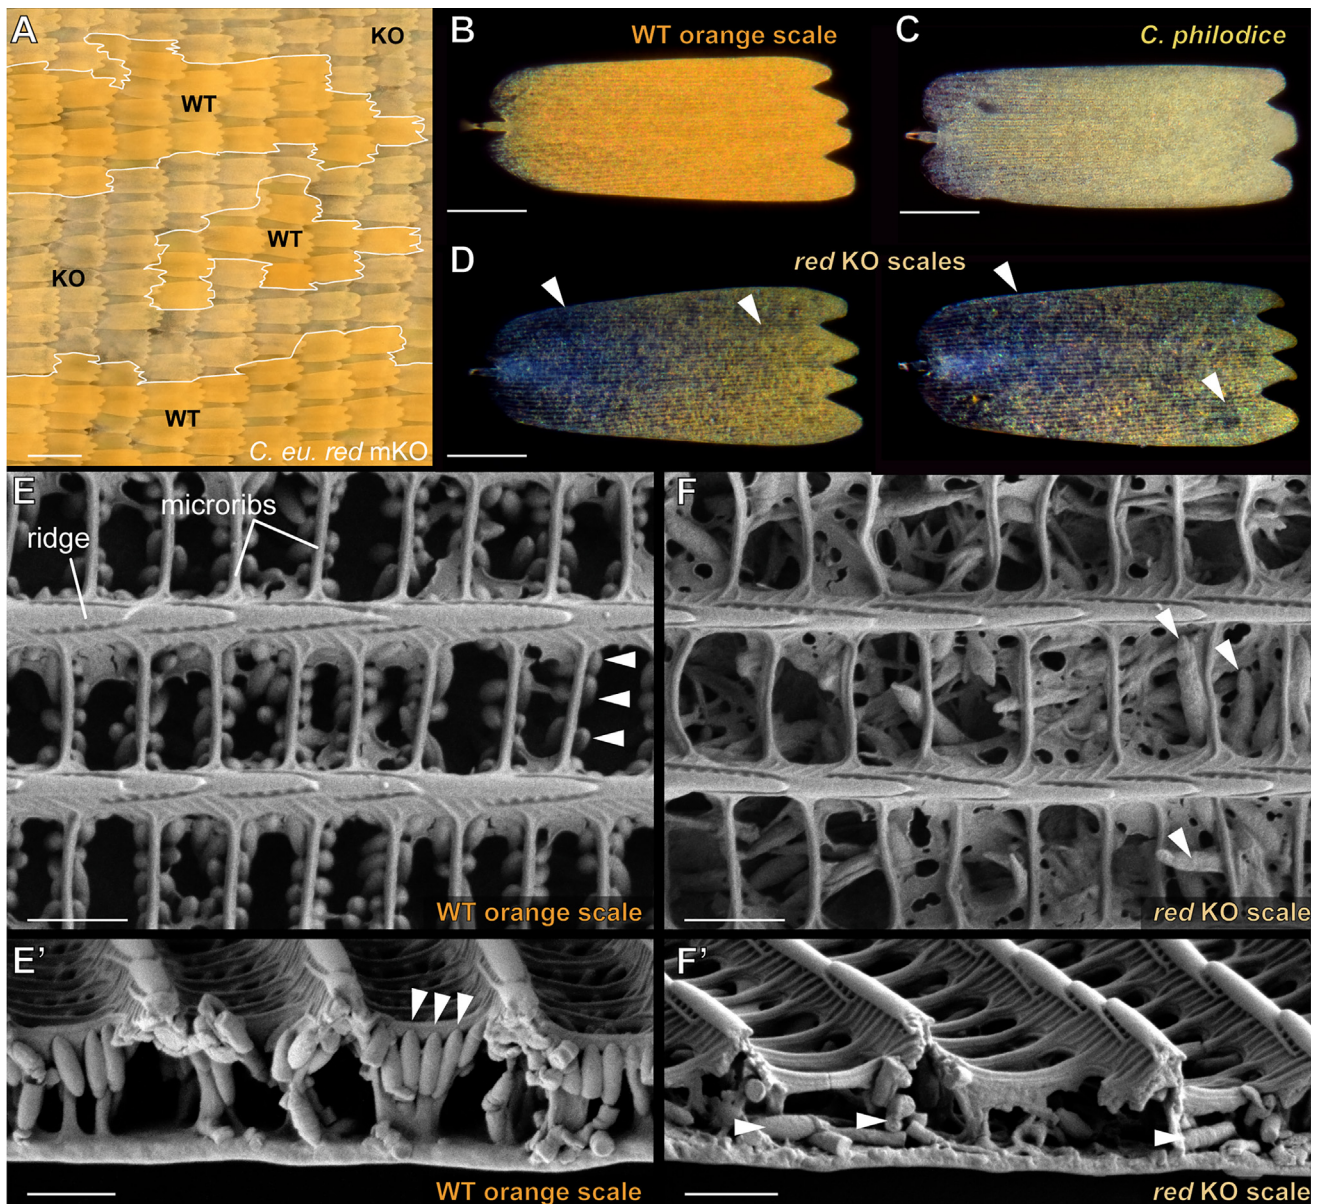 A
KO
WT
WT
KO
WT
C. eu. red mKO
B
WT orange scale
C
C. philodice
D
red KO scales
E
microribs
ridge
WT orange scale
F
red KO scale
E’
WT orange scale
F’
red KO scale